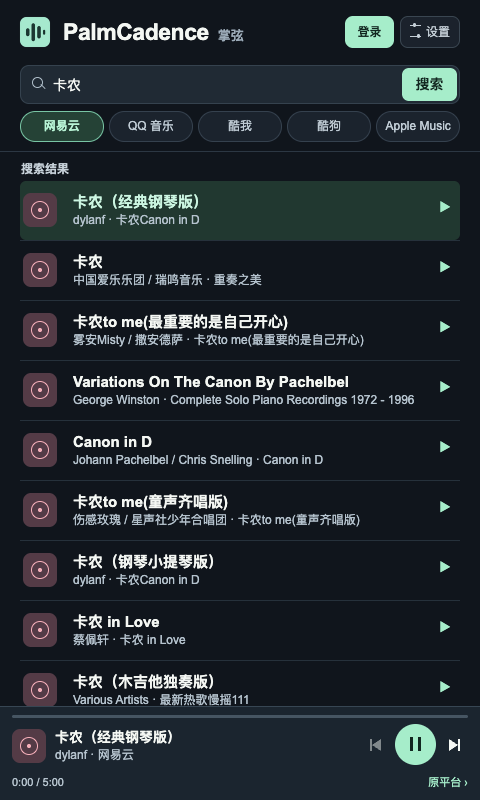 PalmCadence 掌弦
登录
设置
卡农
搜索
网易云
QQ 音乐
酷我
酷狗
Apple Music
搜索结果
卡农（经典钢琴版）
dylanf · 卡农Canon in D
卡农
中国爱乐乐团 / 瑞鸣音乐 · 重奏之美
卡农to me(最重要的是自己开心)
雾安Misty / 撒安德萨 · 卡农to me(最重要的是自己开心)
Variations On The Canon By Pachelbel
George Winston · Complete Solo Piano Recordings 1972 - 1996
Canon in D
Johann Pachelbel / Chris Snelling · Canon in D
卡农to me(童声齐唱版)
伤感玫瑰 / 星声社少年合唱团 · 卡农to me(童声齐唱版)
卡农（钢琴小提琴版）
dylanf · 卡农Canon in D
卡农 in Love
蔡佩轩 · 卡农 in Love
卡农（木吉他独奏版）
Various Artists · 最新热歌慢摇111
卡农（经典钢琴版）
dylanf · 网易云
0:00 / 5:00
原平台 ›